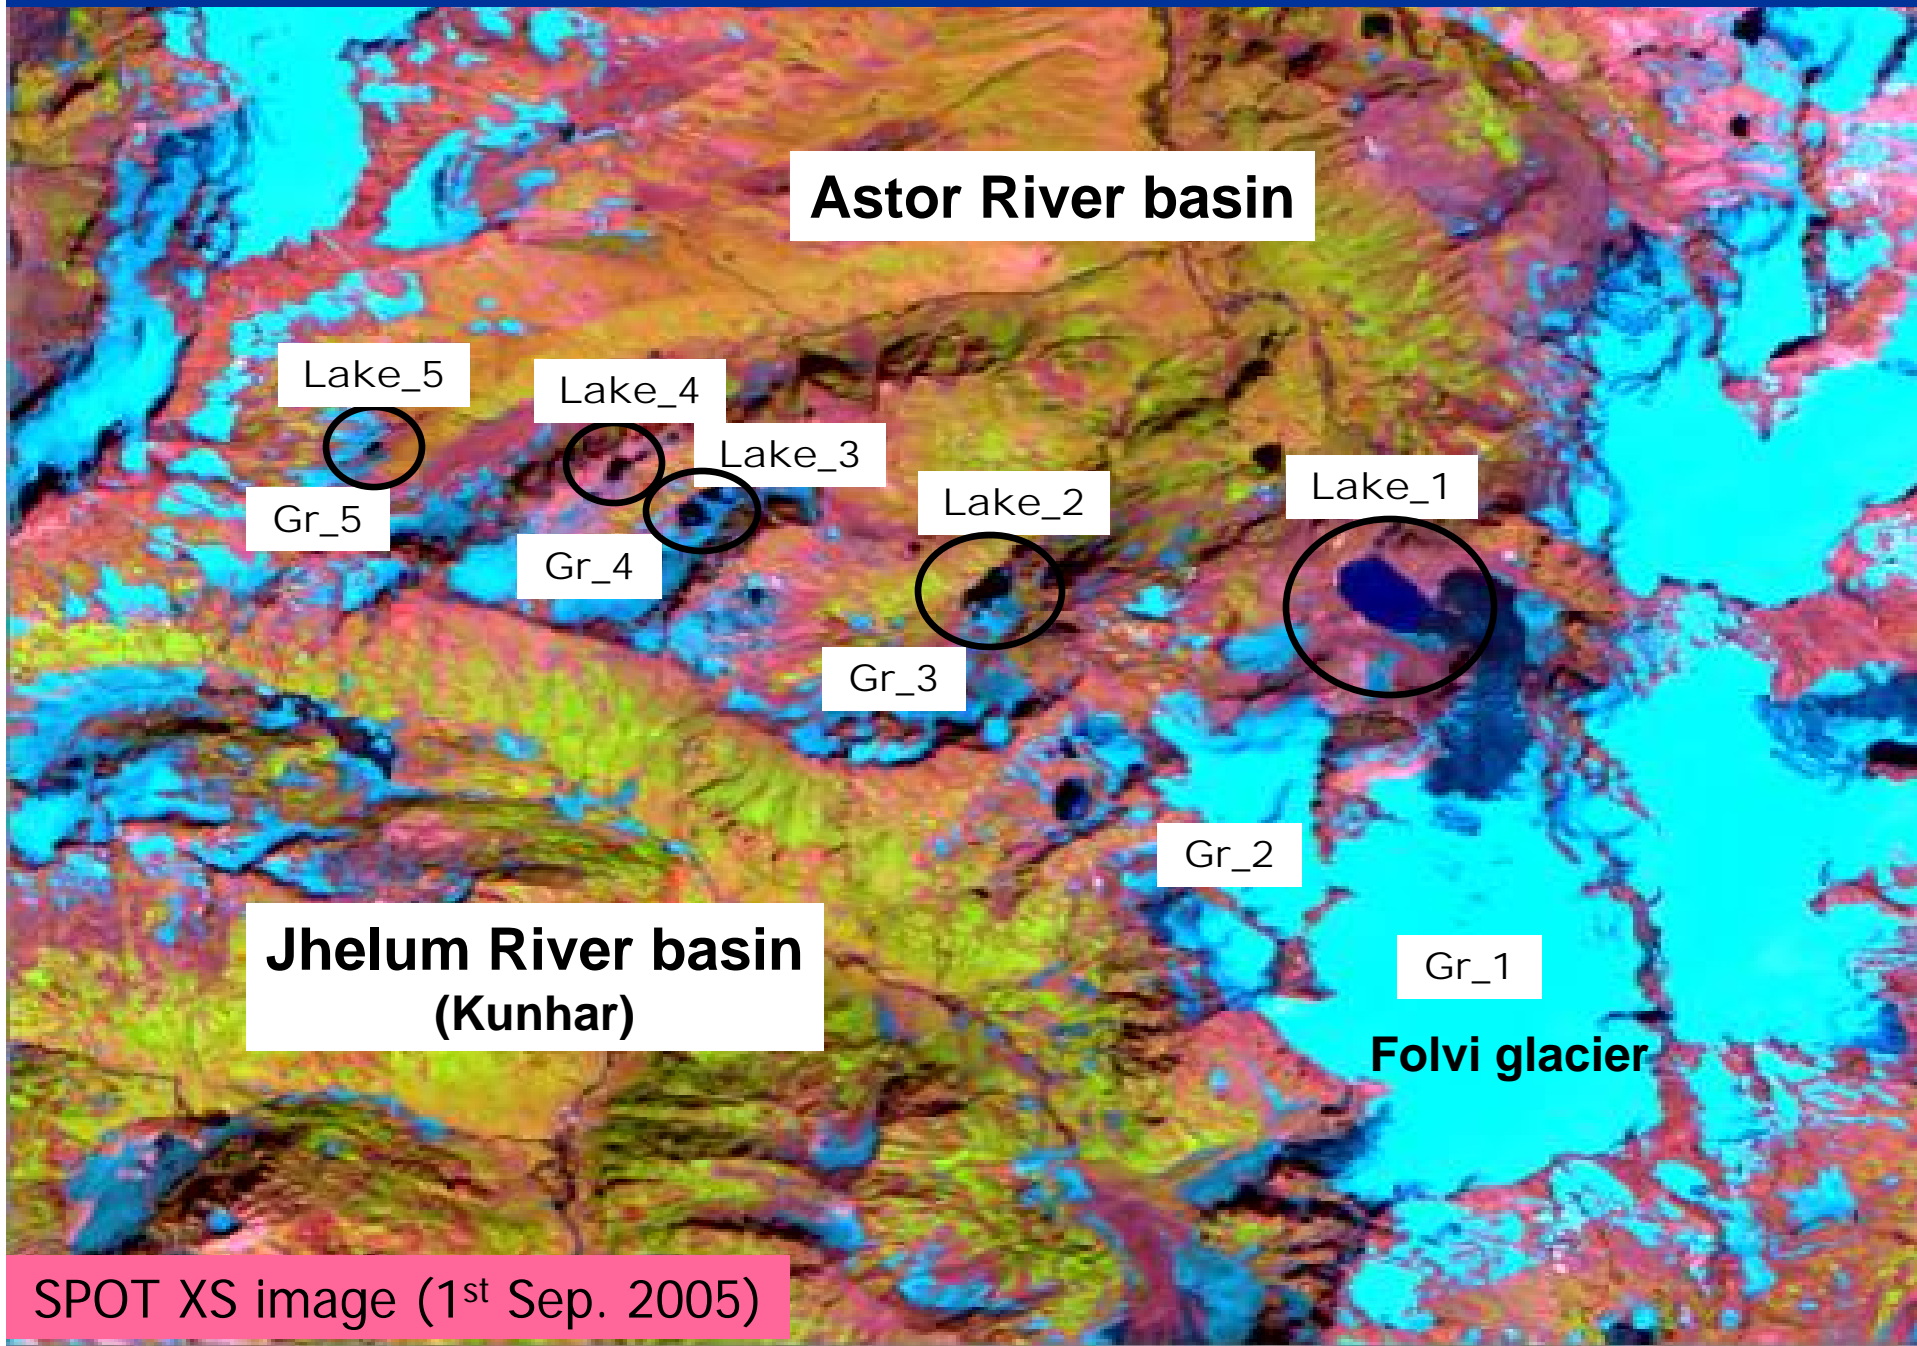 Astor River basin
Lake_5
Lake_4
Lake_3
Lake_2
Lake_1
Gr_5
Gr_4
Gr_3
Gr_2
Jhelum River basin
(Kunhar)
Gr_1
Folvi glacier
SPOT XS image (1st Sep. 2005)